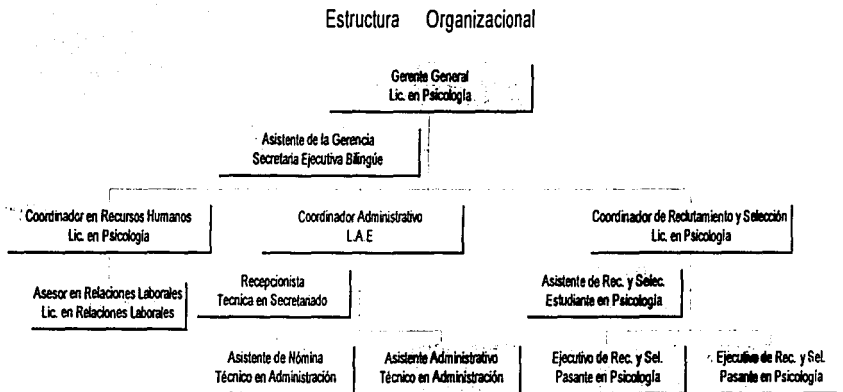 Estructura Organizacional
Gerente General
Lic. en Psicología
Asistente de la Gerencia
Secretaria Ejecutiva Bilingüe
Coordinador en Recursos Humanos
Lic. en Psicología
Coordinador Administrativo
L.A.E
Coordinador de Reclutamiento y Selección
Lic. en Psicología
Asesor en Relaciones Laborales
Lic. en Relaciones Laborales
Recepcionista
Tecnica en Secretariado
Asistente de Rec. y Selec.
Estudiante en Psicología
Asistente de Nómina
Técnico en Administración
Asistente Administrativo
Técnico en Administración
Ejecutivo de Rec. y Sel.
Pasante en Psicología
Ejecutivo de Rec. y Sel.
Pasante en Psicología